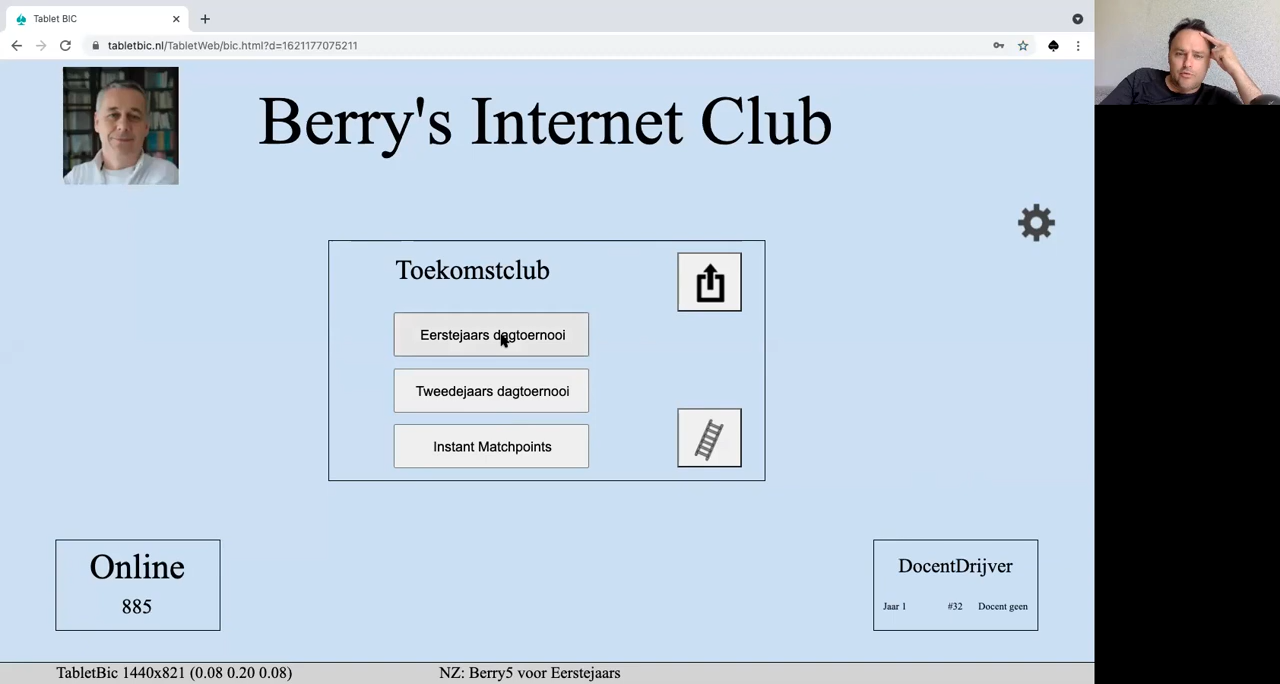 Tablet BIC
tabletbic.nl/TabletWeb/bic.html?d=1621177075211
Berry's Internet Club
Toekomstclub
Eerstejaars dagtoernooi
Tweedejaars dagtoernooi
Instant Matchpoints
Online
885
DocentDrijver
Jaar 1 #32 Docent geen
TabletBic 1440x821 (0.08 0.20 0.08) NZ: Berry5 voor Eerstejaars